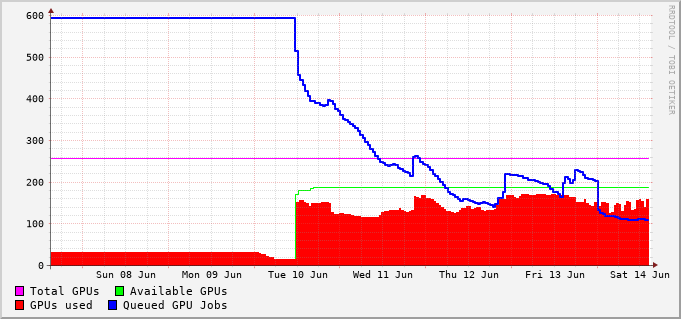 600
500
400
300
200
100
0
Sun 08 Jun Mon 09 Jun Tue 10 Jun Wed 11 Jun Thu 12 Jun Fri 13 Jun Sat 14 Jun
Total GPUs Available GPUs
GPUs used Queued GPU Jobs
RRDTOOL / TOBI OETIKER